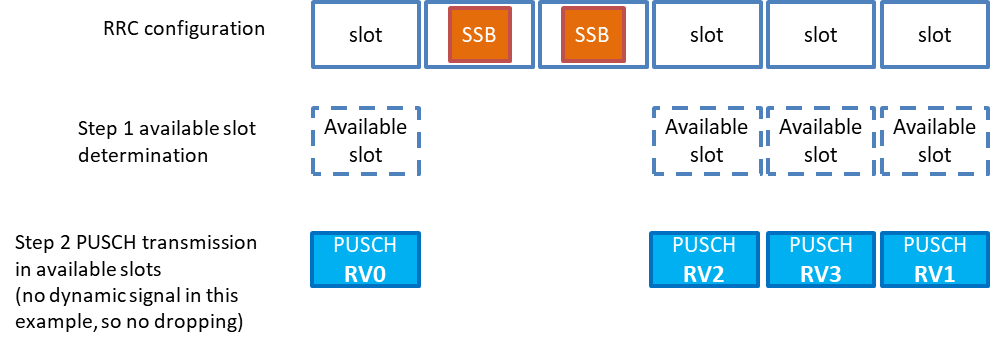 RRC configuration
slot
SSB
SSB
slot
slot
slot
Step 1 available slot
determination
Available
slot
Available
slot
Available
slot
Available
slot
Step 2 PUSCH transmission
in available slots
(no dynamic signal in this
example, so no dropping)
PUSCH
RV0
PUSCH
RV2
PUSCH
RV3
PUSCH
RV1